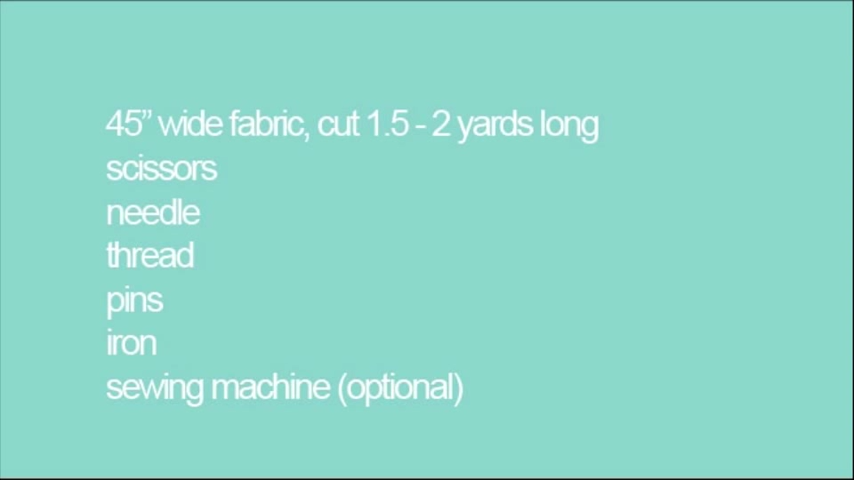 45” wide fabric, cut 1.5 - 2 yards long
scissors
needle
thread
pins
iron
sewing machine (optional)